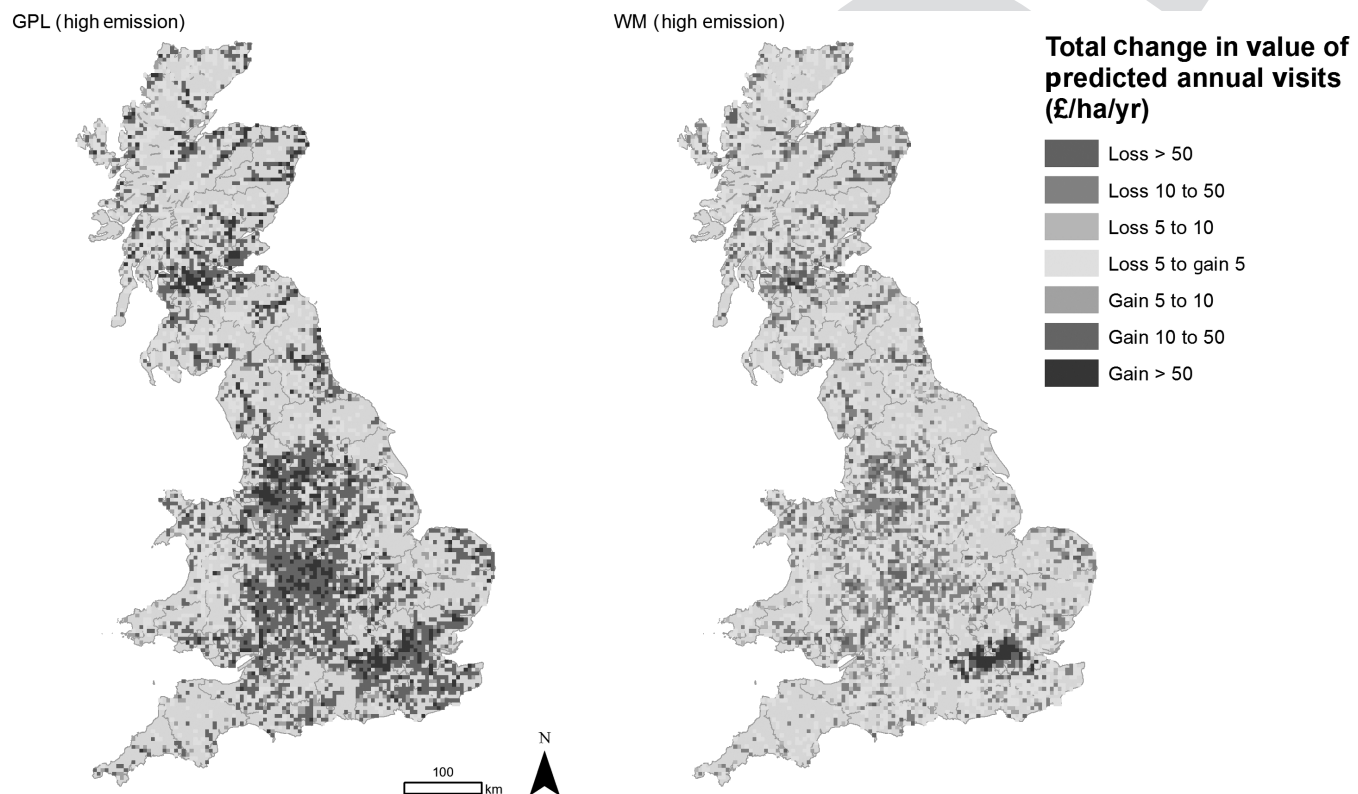 GPL (high emission)
WM (high emission)
Total change in value of
predicted annual visits
(£/ha/yr)
Loss > 50
Loss 10 to 50
Loss 5 to 10
Loss 5 to gain 5
Gain 5 to 10
Gain 10 to 50
Gain > 50
N
100
km